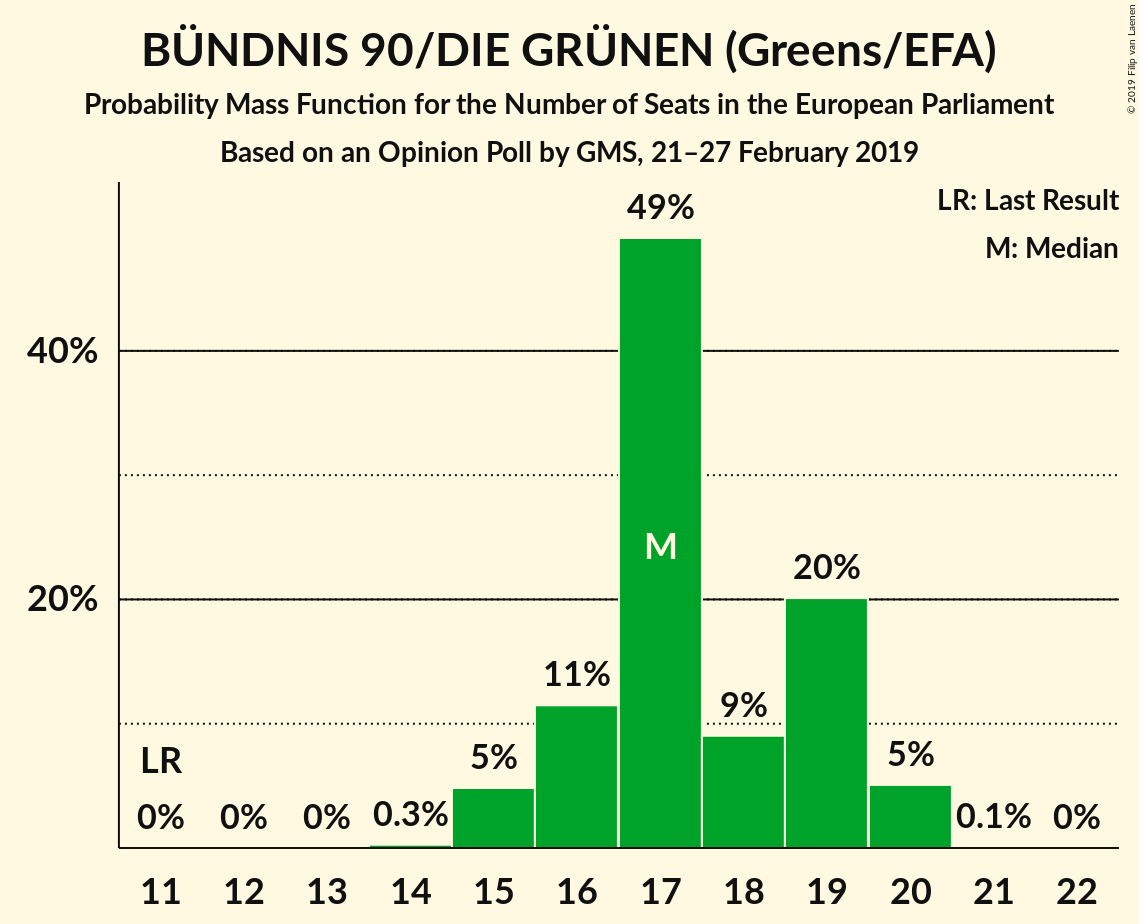 BÜNDNIS 90/DIE GRÜNEN (Greens/EFA)
Probability Mass Function for the Number of Seats in the European Parliament
Based on an Opinion Poll by GMS, 21–27 February 2019
© 2019 Filip van Laenen
LR: Last Result
M: Median
49%
40%
M
20%
20%
11%
9%
LR
5%
5%
0% 0% 0% 0.3% 0.1% 0%
11 12 13 14 15 16 17 18 19 20 21 22